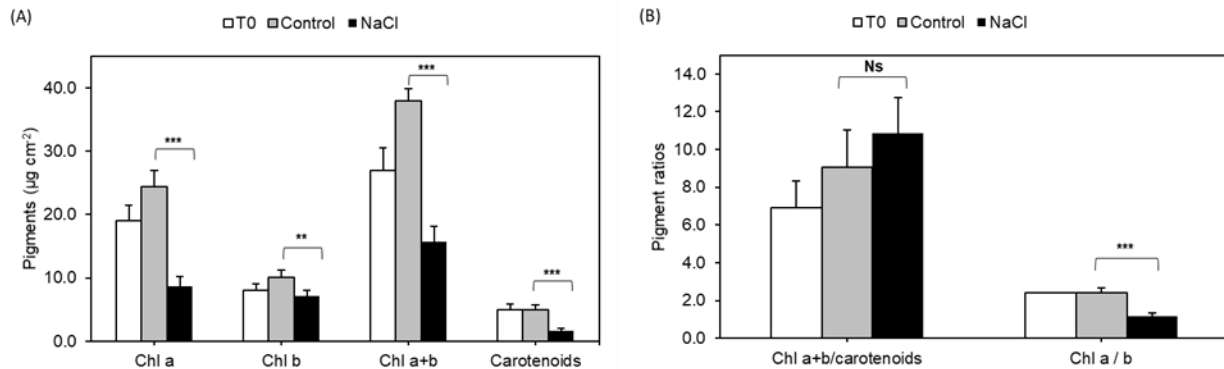 (A)
T0 Control NaCl
Pigments (µg cm-2)
40.0
30.0
20.0
10.0
0.0
***
**
***
***
Chl a Chl b Chl a+b Carotenoids
(B)
T0 Control NaCl
Pigment ratios
14.0
12.0
10.0
8.0
6.0
4.0
2.0
0.0
Ns
***
Chl a+b/carotenoids Chl a / b